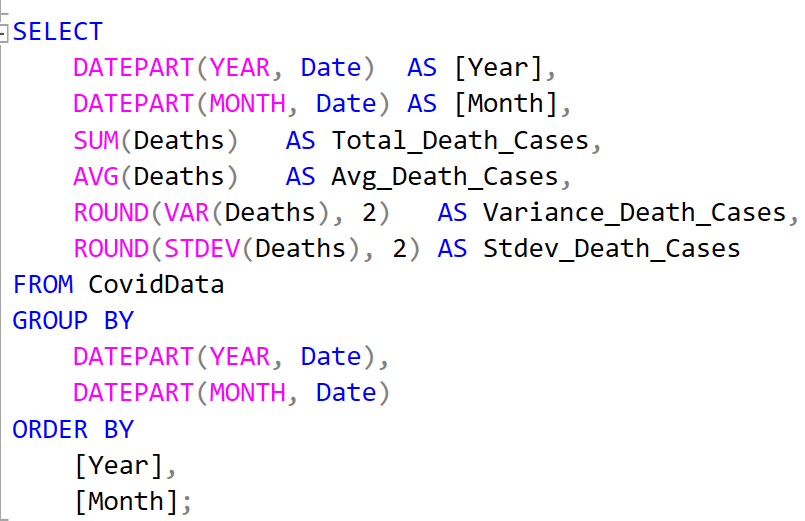 SELECT
    DATEPART(YEAR, Date)  AS [Year],
    DATEPART(MONTH, Date) AS [Month],
    SUM(Deaths)   AS Total_Death_Cases,
    AVG(Deaths)   AS Avg_Death_Cases,
    ROUND(VAR(Deaths), 2)   AS Variance_Death_Cases,
    ROUND(STDEV(Deaths), 2) AS Stdev_Death_Cases
FROM CovidData
GROUP BY
    DATEPART(YEAR, Date),
    DATEPART(MONTH, Date)
ORDER BY
    [Year],
    [Month];